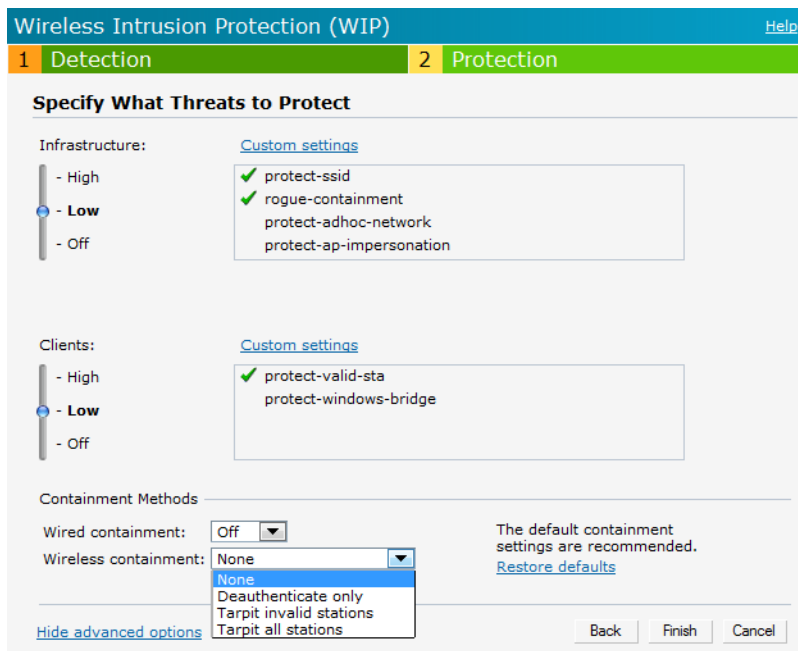 Wireless Intrusion Protection (WIP) Help
1 Detection 2 Protection
Specify What Threats to Protect
Infrastructure: Custom settings
- High
- Low
- Off
protect-ssid
rogue-containment
protect-adhoc-network
protect-ap-impersonation
Clients: Custom settings
- High
- Low
- Off
protect-valid-sta
protect-windows-bridge
Containment Methods
Wired containment: Off
Wireless containment: None
None
Deauthenticate only
Tarpit invalid stations
Tarpit all stations
The default containment
settings are recommended.
Restore defaults
Hide advanced options
Back Finish Cancel